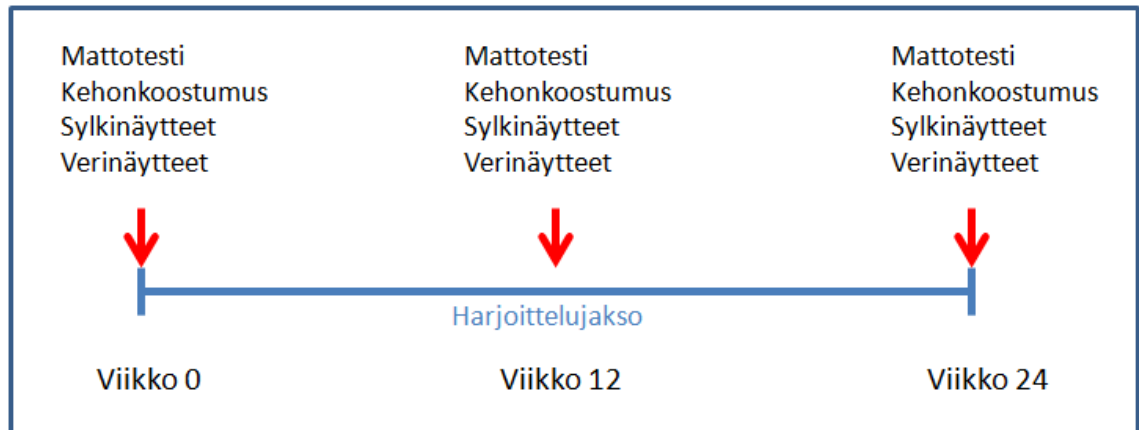 Mattotesti
Kehonkoostumus
Sylkinäytteet
Verinäytteet
Mattotesti
Kehonkoostumus
Sylkinäytteet
Verinäytteet
Mattotesti
Kehonkoostumus
Sylkinäytteet
Verinäytteet
Harjoittelujakso
Viikko 0
Viikko 12
Viikko 24